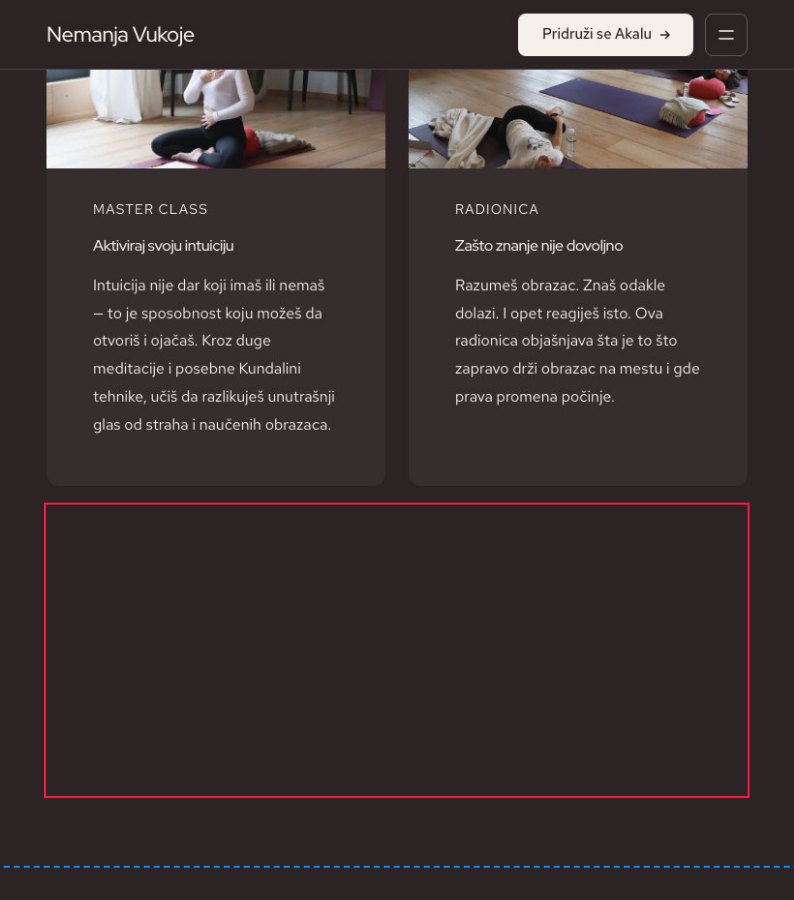 Nemanja Vukoje
Pridruži se Akalu →
MASTER CLASS
Aktiviraj svoju intuiciju
Intuicija nije dar koji imaš ili nemaš
– to je sposobnost koju možeš da
otvoriš i ojačaš. Kroz duge
meditacije i posebne Kundalini
tehnike, učiš da razlikuješ unutrašnji
glas od straha i naučenih obrazaca.
RADIONICA
Zašto znanje nije dovoljno
Razumeš obrazac. Znaš odakle
dolazi. I opet reagiješ isto. Ova
radionica objašnjava šta je to što
zapravo drži obrazac na mestu i gde
prava promena počinje.